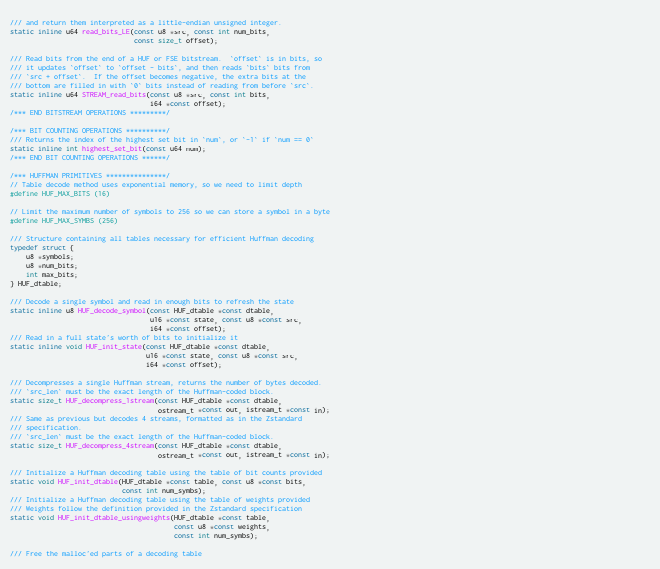 /// and return them interpreted as a little-endian unsigned integer.
static inline u64 read_bits_LE(const u8 *src, const int num_bits,
const size_t offset);
/// Read bits from the end of a HUF or FSE bitstream.  `offset` is in bits, so
/// it updates `offset` to `offset - bits`, and then reads `bits` bits from
/// `src + offset`.  If the offset becomes negative, the extra bits at the
/// bottom are filled in with `0` bits instead of reading from before `src`.
static inline u64 STREAM_read_bits(const u8 *src, const int bits,
i64 *const offset);
/*** END BITSTREAM OPERATIONS *********/
/*** BIT COUNTING OPERATIONS **********/
/// Returns the index of the highest set bit in `num`, or `-1` if `num == 0`
static inline int highest_set_bit(const u64 num);
/*** END BIT COUNTING OPERATIONS ******/
/*** HUFFMAN PRIMITIVES ***************/
// Table decode method uses exponential memory, so we need to limit depth
#define HUF_MAX_BITS (16)
// Limit the maximum number of symbols to 256 so we can store a symbol in a byte
#define HUF_MAX_SYMBS (256)
/// Structure containing all tables necessary for efficient Huffman decoding
typedef struct {
u8 *symbols;
u8 *num_bits;
int max_bits;
} HUF_dtable;
/// Decode a single symbol and read in enough bits to refresh the state
static inline u8 HUF_decode_symbol(const HUF_dtable *const dtable,
u16 *const state, const u8 *const src,
i64 *const offset);
/// Read in a full state's worth of bits to initialize it
static inline void HUF_init_state(const HUF_dtable *const dtable,
u16 *const state, const u8 *const src,
i64 *const offset);
/// Decompresses a single Huffman stream, returns the number of bytes decoded.
/// `src_len` must be the exact length of the Huffman-coded block.
static size_t HUF_decompress_1stream(const HUF_dtable *const dtable,
ostream_t *const out, istream_t *const in);
/// Same as previous but decodes 4 streams, formatted as in the Zstandard
/// specification.
/// `src_len` must be the exact length of the Huffman-coded block.
static size_t HUF_decompress_4stream(const HUF_dtable *const dtable,
ostream_t *const out, istream_t *const in);
/// Initialize a Huffman decoding table using the table of bit counts provided
static void HUF_init_dtable(HUF_dtable *const table, const u8 *const bits,
const int num_symbs);
/// Initialize a Huffman decoding table using the table of weights provided
/// Weights follow the definition provided in the Zstandard specification
static void HUF_init_dtable_usingweights(HUF_dtable *const table,
const u8 *const weights,
const int num_symbs);
/// Free the malloc'ed parts of a decoding table